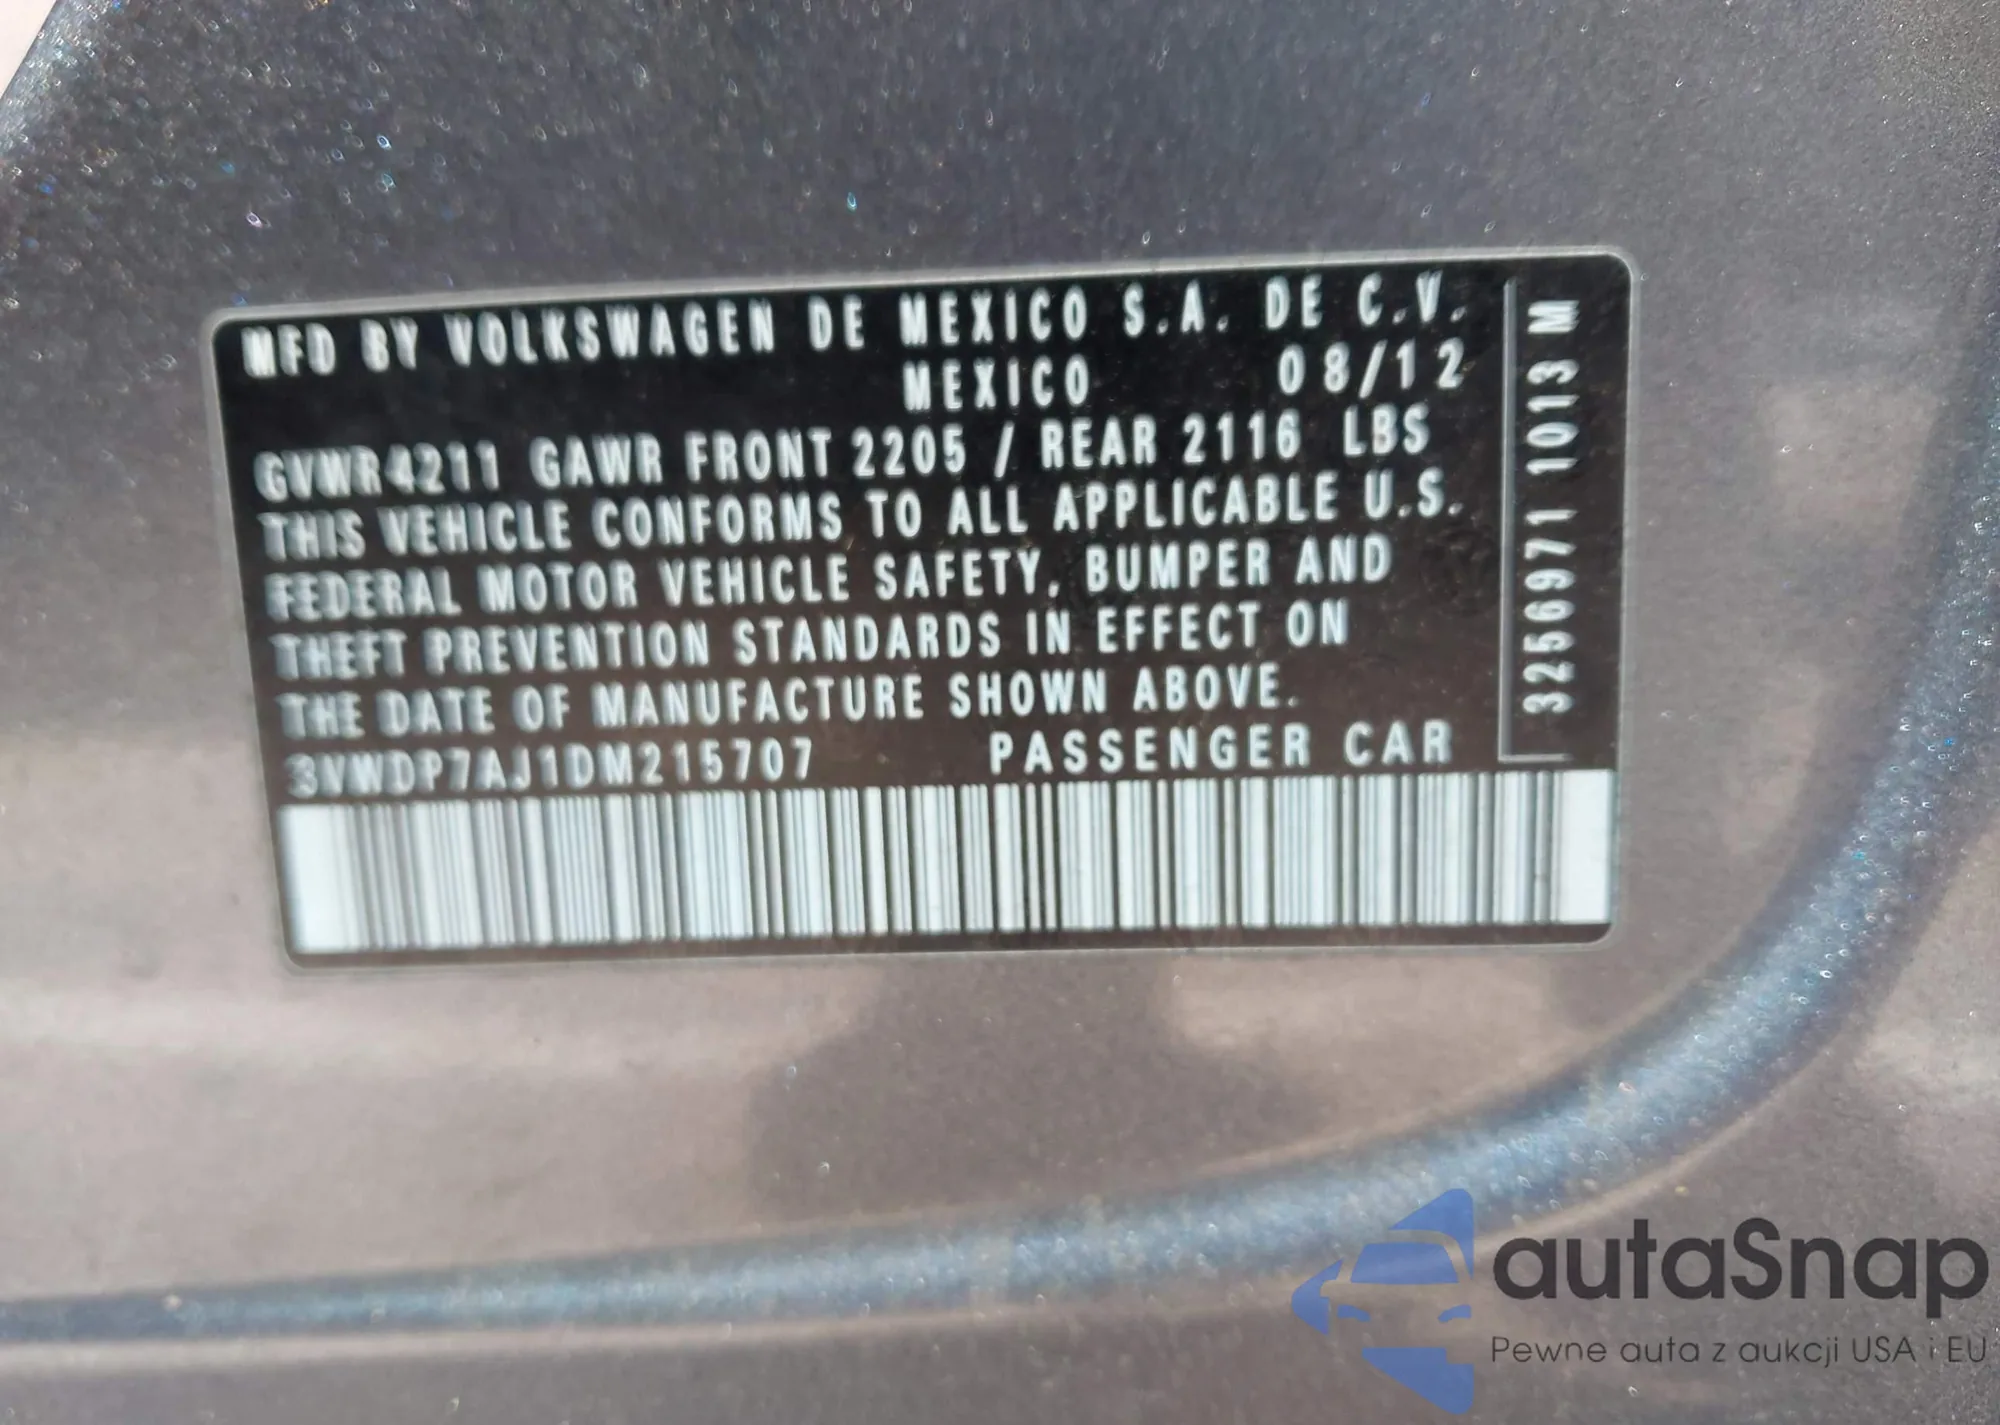 MFD BY VOLKSWAGEN DE MEXICO S.A. DE C.V.
MEXICO 08/12
GVWR4211 GAWR FRONT 2205 / REAR 2116 LBS
THIS VEHICLE CONFORMS TO ALL APPLICABLE U.S.
FEDERAL MOTOR VEHICLE SAFETY, BUMPER AND
THEFT PREVENTION STANDARDS IN EFFECT ON
THE DATE OF MANUFACTURE SHOWN ABOVE.
3VWDP7AJ1DM215707 PASSENGER CAR
3256971 1013 M
autaSnap
Pewne auta z aukcji USA i EU